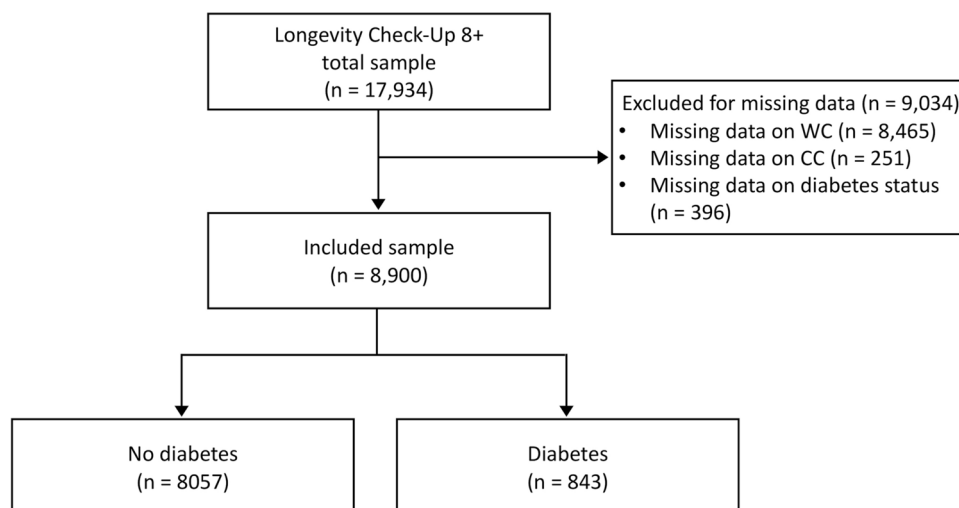 Longevity Check-Up 8+
total sample
(n = 17,934)
Excluded for missing data (n = 9,034)
• Missing data on WC (n = 8,465)
• Missing data on CC (n = 251)
• Missing data on diabetes status
(n = 396)
Included sample
(n = 8,900)
No diabetes
(n = 8057)
Diabetes
(n = 843)